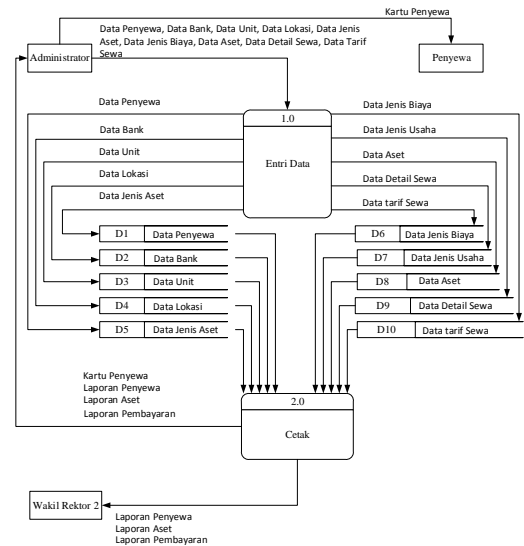 Kartu Penyewa
Data Penyewa, Data Bank, Data Unit, Data Lokasi, Data Jenis
Aset, Data Jenis Biaya, Data Aset, Data Detail Sewa, Data Tarif
Sewa
Administrator
Penyewa
Data Penyewa
Data Bank
Data Unit
Data Lokasi
Data Jenis Aset
1.0
Entri Data
Data Jenis Biaya
Data Jenis Usaha
Data Aset
Data Detail Sewa
Data tarif Sewa
D1 Data Penyewa
D2 Data Bank
D3 Data Unit
D4 Data Lokasi
D5 Data Jenis Aset
D6 Data Jenis Biaya
D7 Data Jenis Usaha
D8 Data Aset
D9 Data Detail Sewa
D10 Data tarif Sewa
Kartu Penyewa
Laporan Penyewa
Laporan Aset
Laporan Pembayaran
2.0
Cetak
Wakil Rektor 2
Laporan Penyewa
Laporan Aset
Laporan Pembayaran